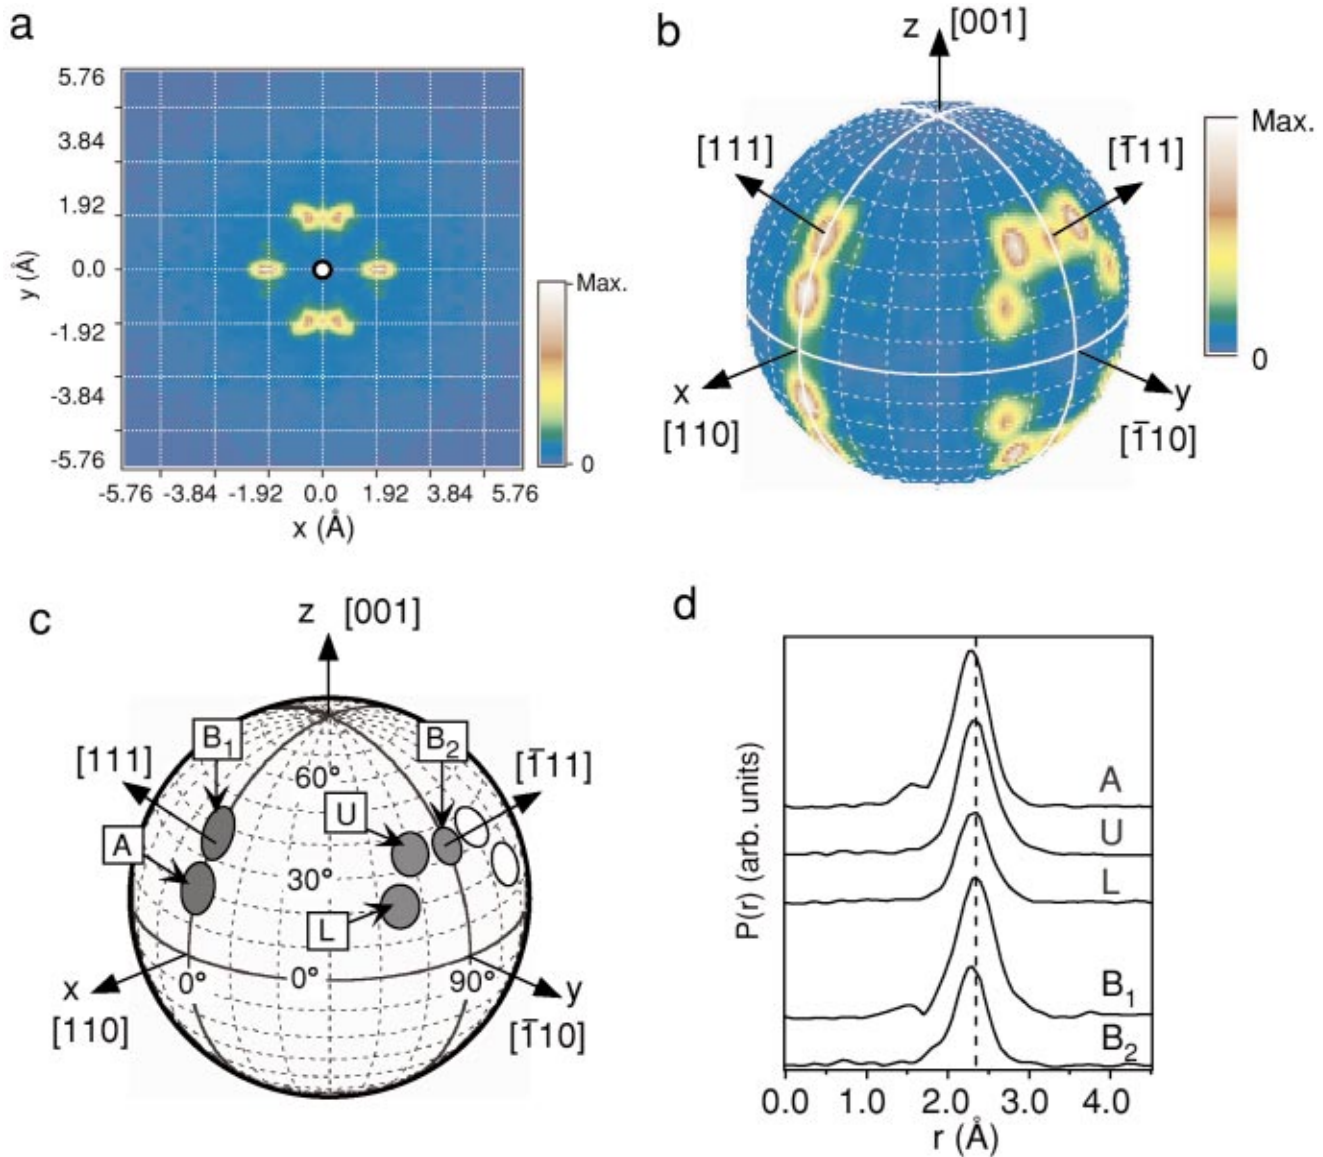 a
5.76
3.84
1.92
0.0
-1.92
-3.84
-5.76
y (Å)
-5.76 -3.84 -1.92 0.0 1.92 3.84 5.76
x (Å)
Max.
0
b
z [001]
[111]
[1̅11]
x
[110]
y
[1̅10]
Max.
0
c
z [001]
B1
B2
[111]
[1̅11]
60°
U
A
30°
L
0°
0°
90°
x
[110]
y
[1̅10]
d
P(r) (arb. units)
A
U
L
B1
B2
0.0 1.0 2.0 3.0 4.0
r (Å)